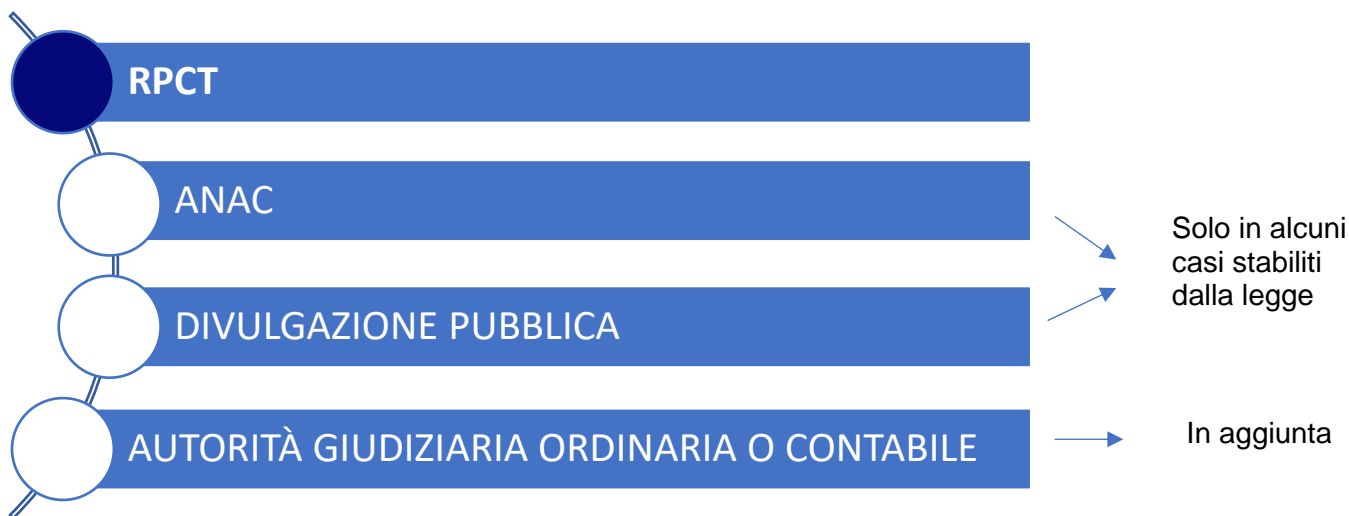 RPCT
ANAC
Solo in alcuni
casi stabiliti
dalla legge
DIVULGAZIONE PUBBLICA
AUTORITÀ GIUDIZIARIA ORDINARIA O CONTABILE
In aggiunta